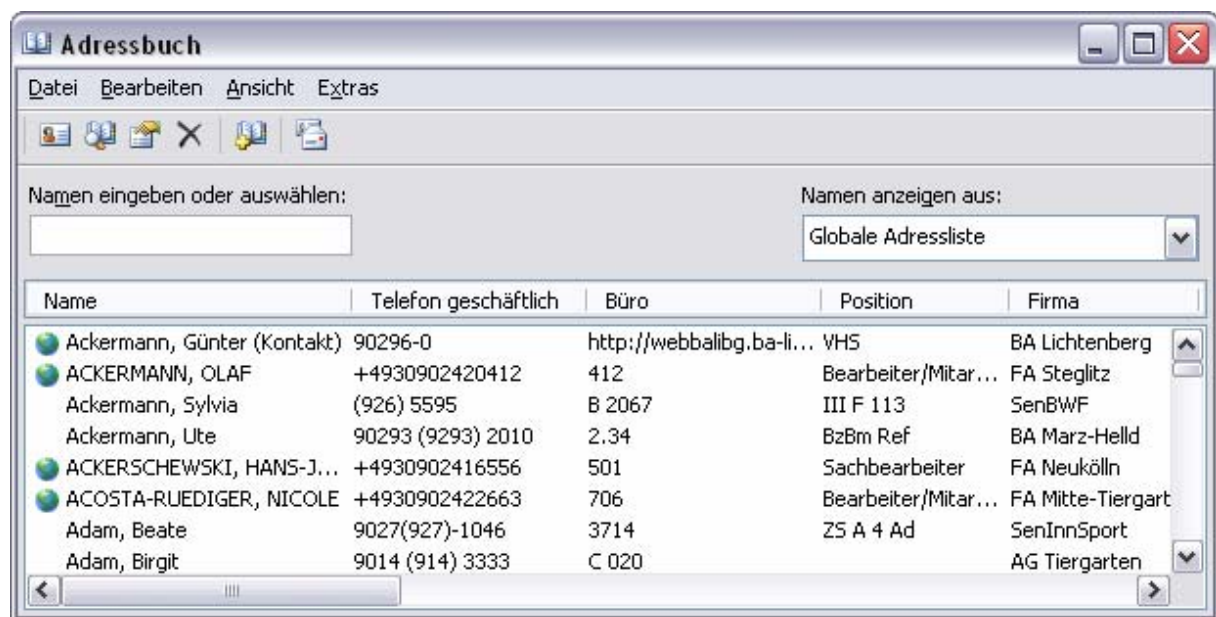 Adressbuch
Datei Bearbeiten Ansicht Extras
Namen eingeben oder auswählen: Namen anzeigen aus:
Globale Adressliste
Name Telefon geschäftlich Büro Position Firma
Ackermann, Günter (Kontakt) 90296-0 http://webbalibg.ba-li... VHS BA Lichtenberg
ACKERMANN, OLAF +4930902420412 412 Bearbeiter/Mitar... FA Steglitz
Ackermann, Sylvia (926) 5595 B 2067 III F 113 SenBWF
Ackermann, Ute 90293 (9293) 2010 2.34 BzBm Ref BA Marz-Helld
ACKERSCHEWSKI, HANS-J... +4930902416556 501 Sachbearbeiter FA Neukölln
ACOSTA-RUEDIGER, NICOLE +4930902422663 706 Bearbeiter/Mitar... FA Mitte-Tiergart
Adam, Beate 9027(927)-1046 3714 ZS A 4 Ad SenInnSport
Adam, Birgit 9014 (914) 3333 C 020 AG Tiergarten